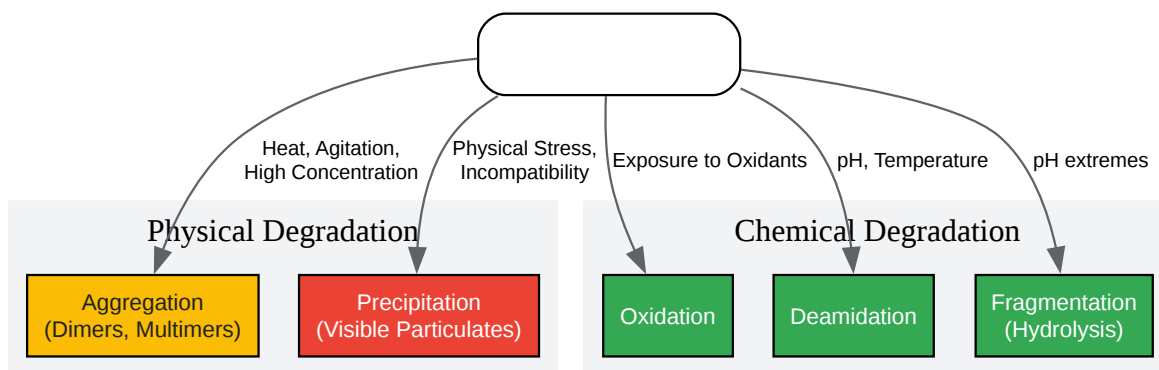 Heat, Agitation,
High Concentration
Physical Stress,
Incompatibility
Exposure to Oxidants
pH, Temperature
pH extremes
Physical Degradation
Chemical Degradation
Aggregation
(Dimers, Multimers)
Precipitation
(Visible Particulates)
Oxidation
Deamidation
Fragmentation
(Hydrolysis)